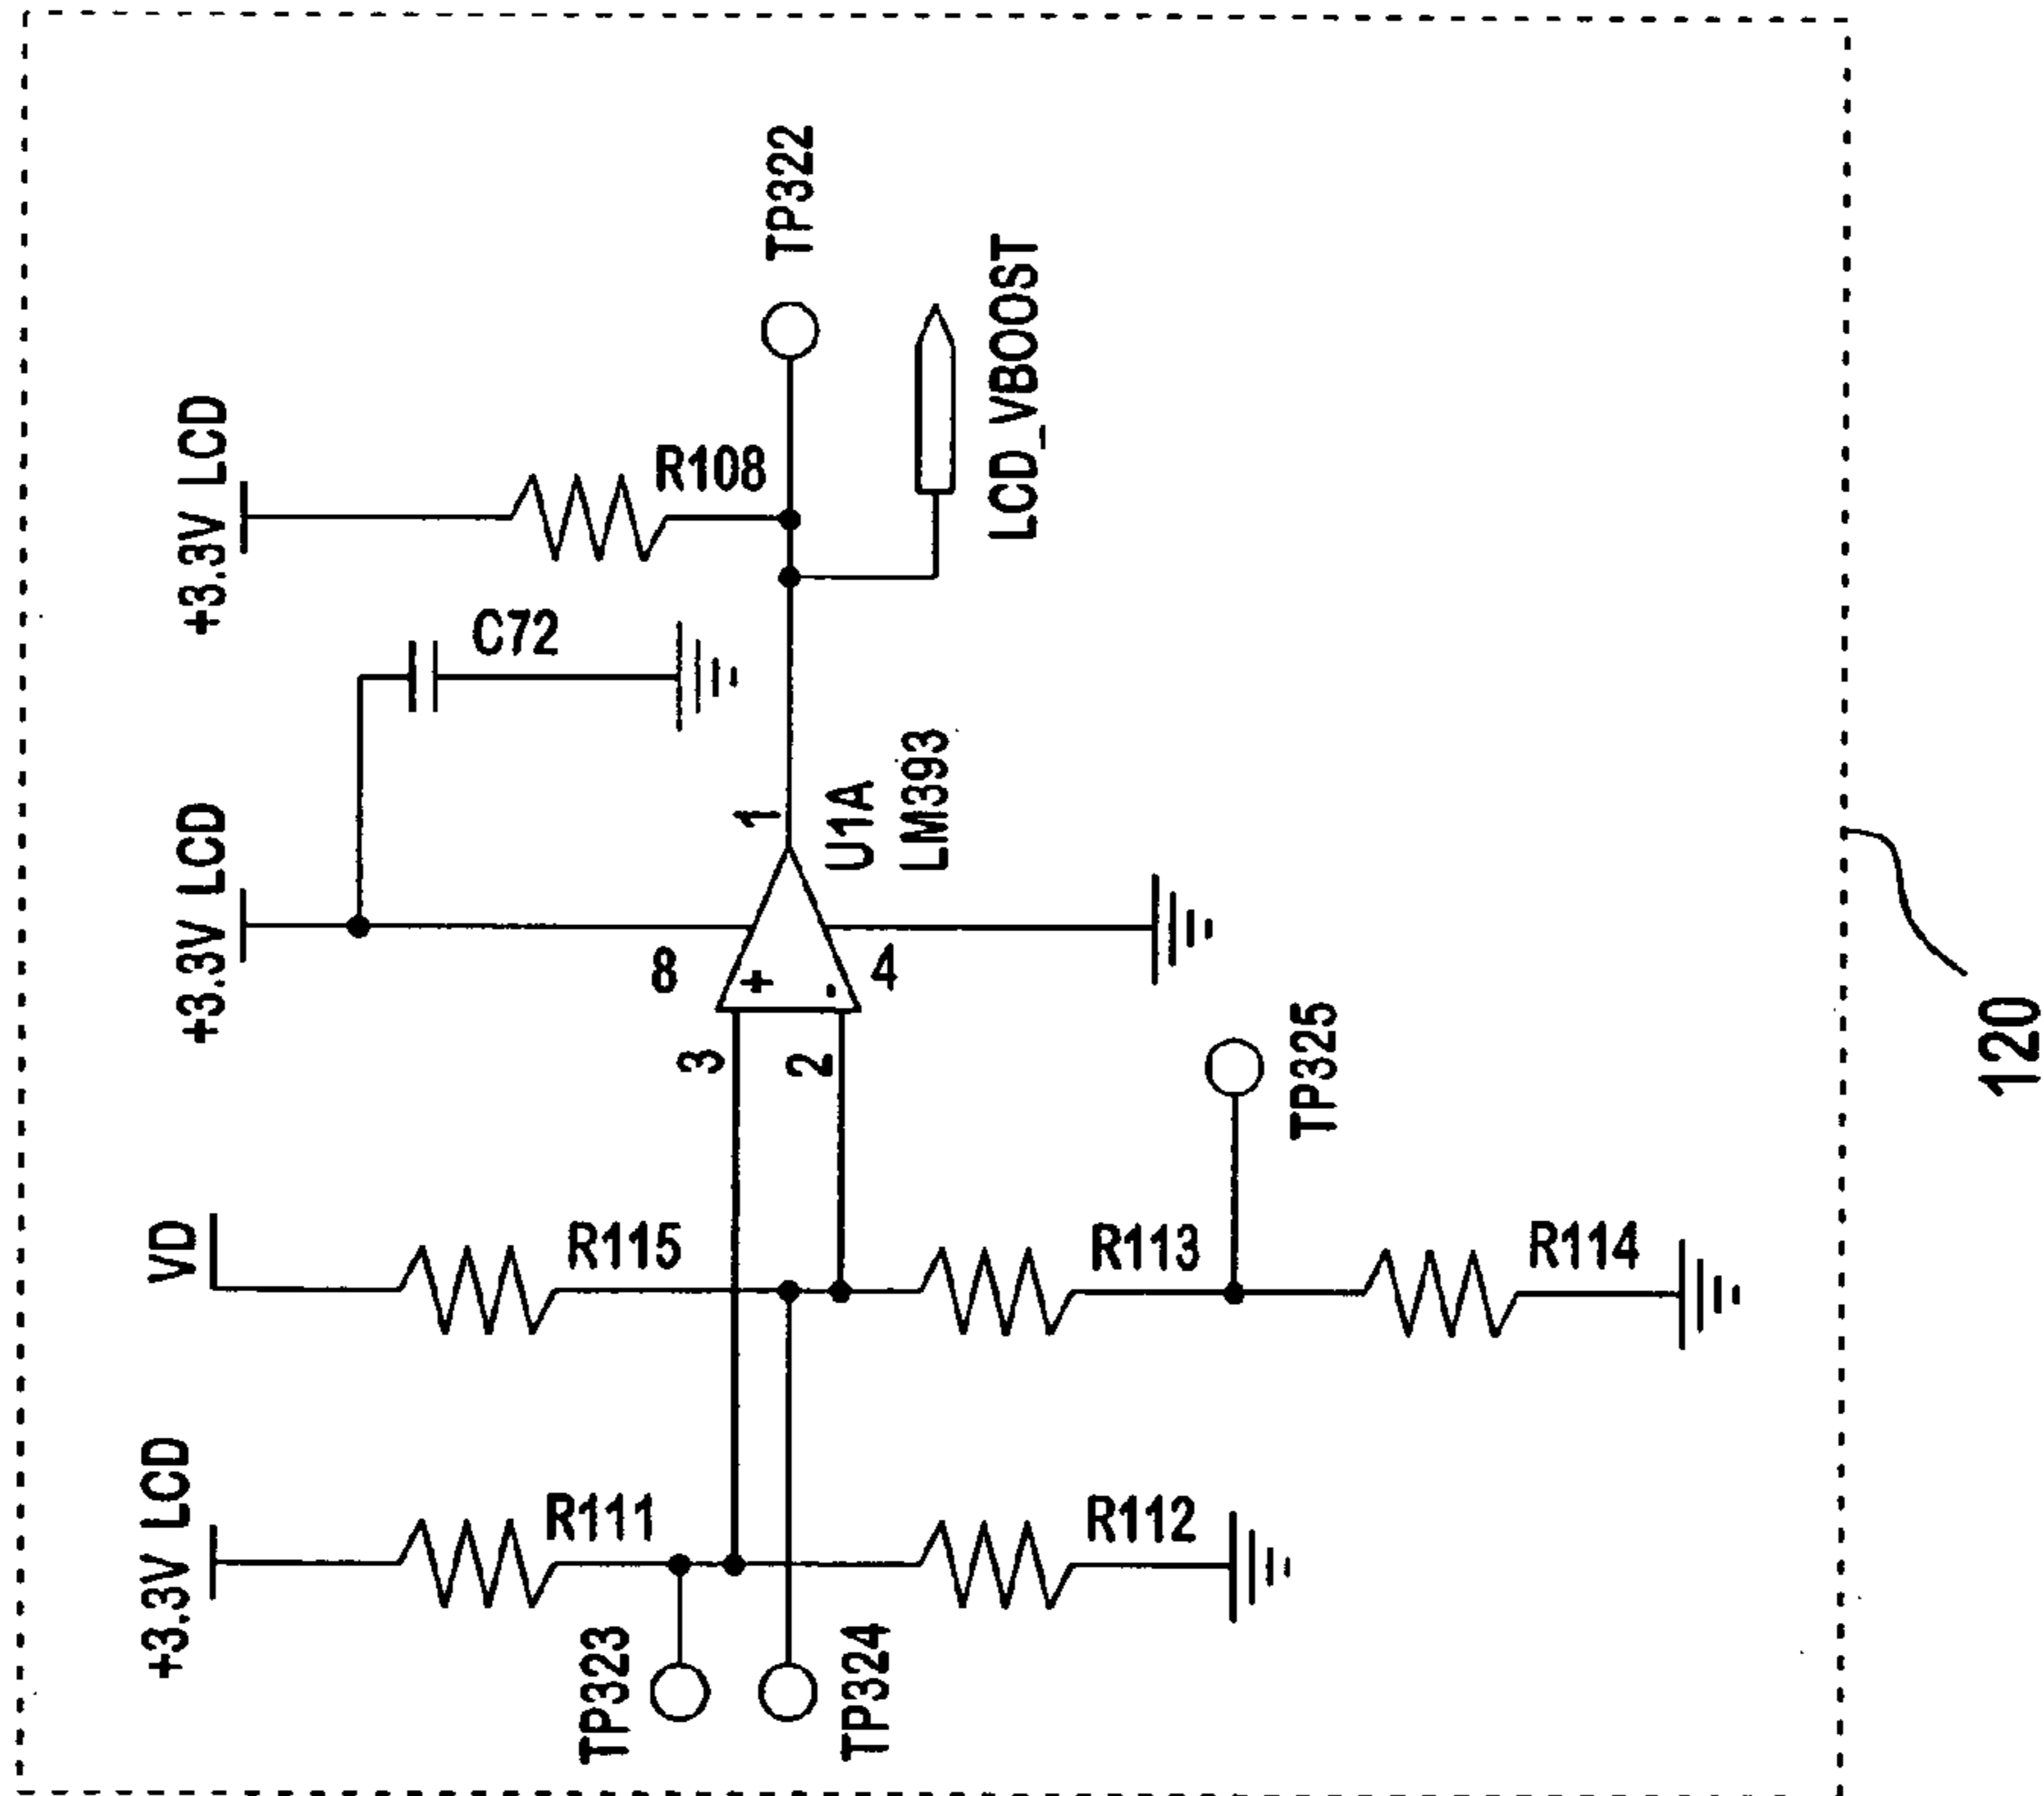 +3.3V LCD
VD
+3.3V LCD
+3.3V LCD
R111
R115
C72
R108
TP323
TP324
3
2
8
4
1
U1A
LM393
TP322
LCD_VBOOST
R112
R113
TP325
R114
120